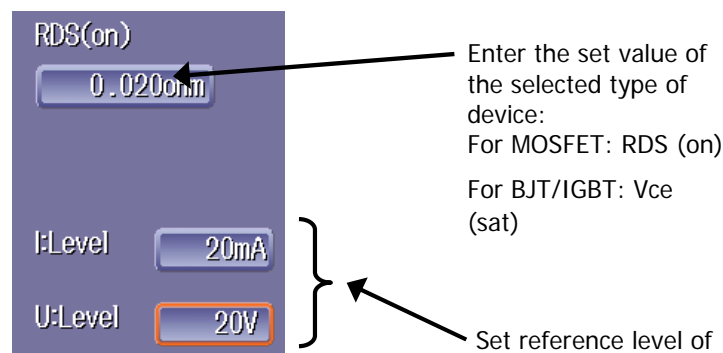 RDS(on)
0.020ohm
Enter the set value of
the selected type of
device:
For MOSFET: RDS (on)
For BJT/IGBT: Vce
(sat)
I:Level 20mA
U:Level 20V
Set reference level of